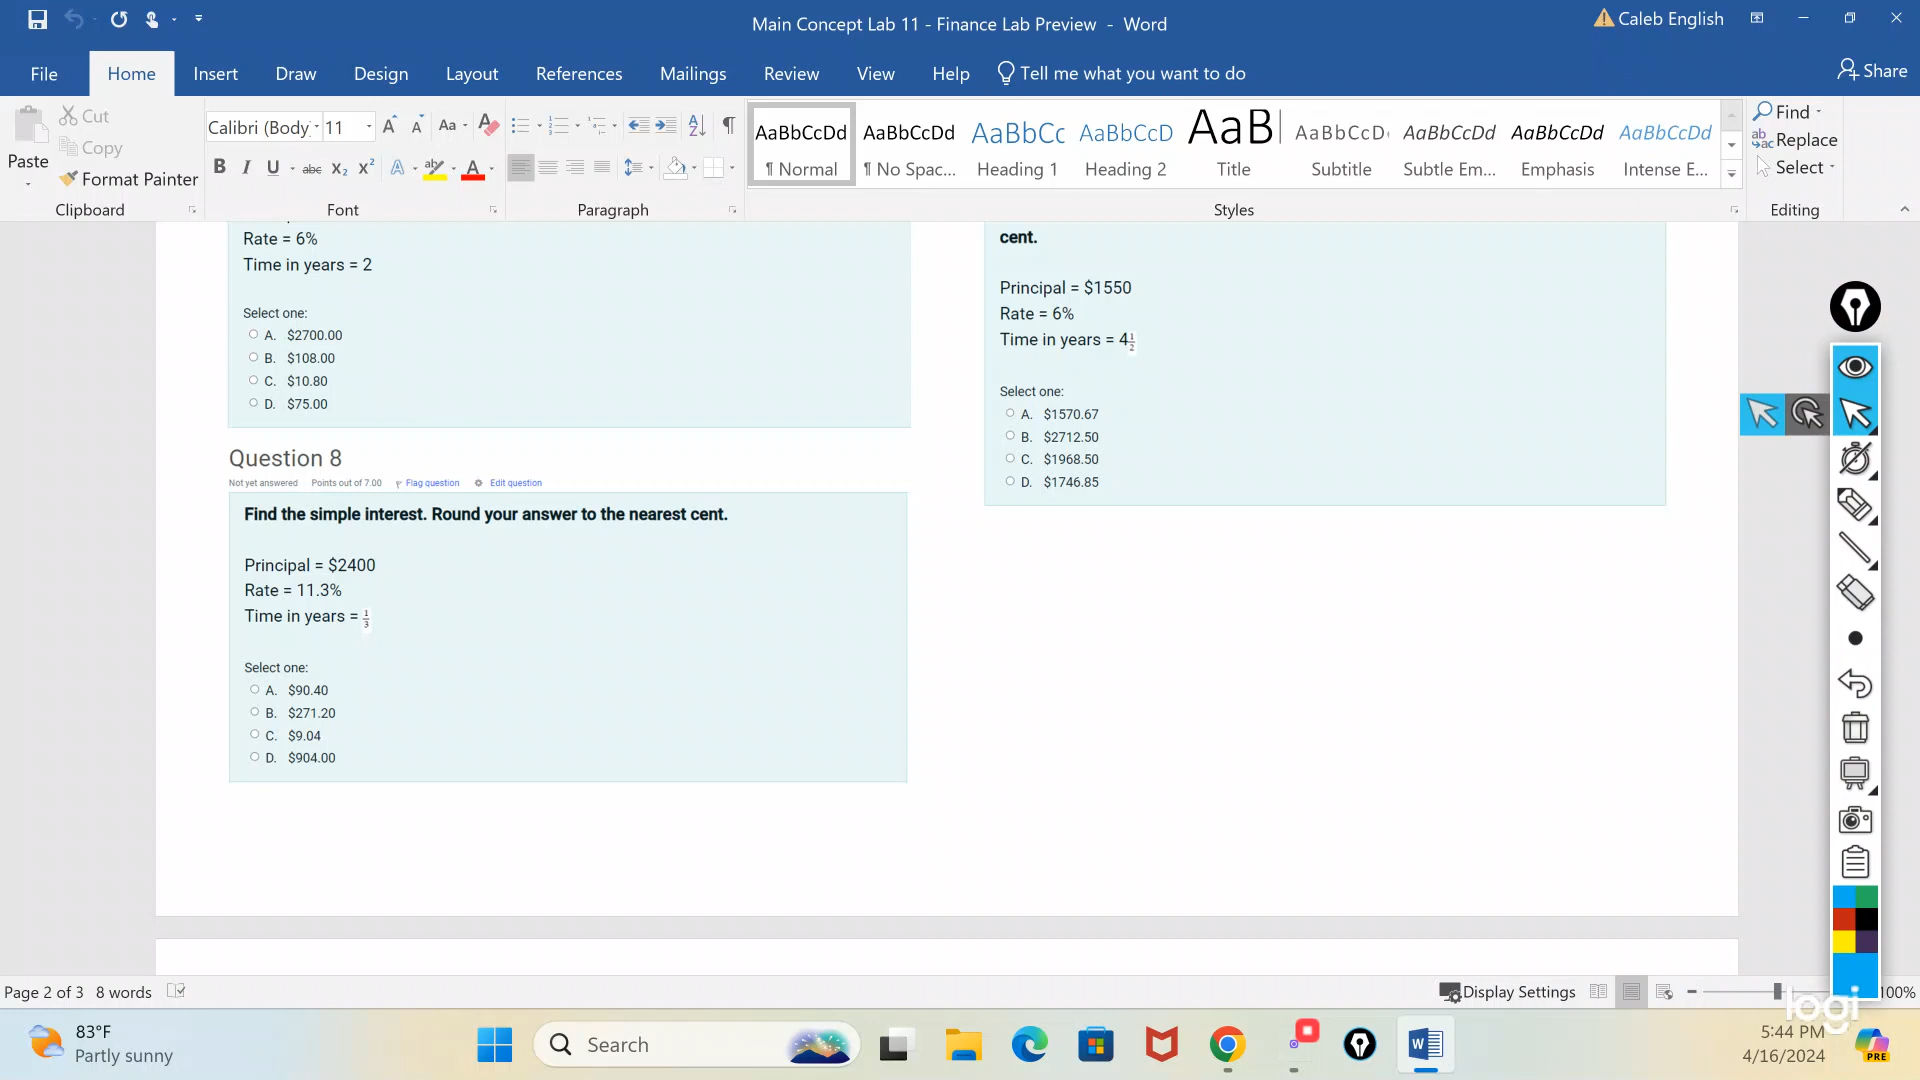 Main Concept Lab 11 - Finance Lab Preview - Word
Caleb English
File Home Insert Draw Design Layout References Mailings Review View Help Tell me what you want to do
Share
Paste
Cut
Copy
Format Painter
Clipboard
Calibri (Body) 11
Font
Paragraph
AaBbCcDd ¶ Normal
AaBbCcDd ¶ No Spac...
AaBbCc Heading 1
AaBbCcD Heading 2
AaB Title
AaBbCcD Subtitle
AaBbCcDd Subtle Em...
AaBbCcDd Emphasis
AaBbCcDd Intense E...
Styles
Find
Replace
Select
Editing
Rate = 6%
Time in years = 2
Select one:
A. $2700.00
B. $108.00
C. $10.80
D. $75.00
Question 8
Not yet answered Points out of 7.00 Flag question Edit question
Find the simple interest. Round your answer to the nearest cent.
Principal = $2400
Rate = 11.3%
Time in years = 1/3
Select one:
A. $90.40
B. $271.20
C. $9.04
D. $904.00
cent.
Principal = $1550
Rate = 6%
Time in years = 4 1/2
Select one:
A. $1570.67
B. $2712.50
C. $1968.50
D. $1746.85
Page 2 of 3 8 words
Display Settings
100%
logi
83°F
Partly sunny
Search
5:44 PM
4/16/2024
PRE